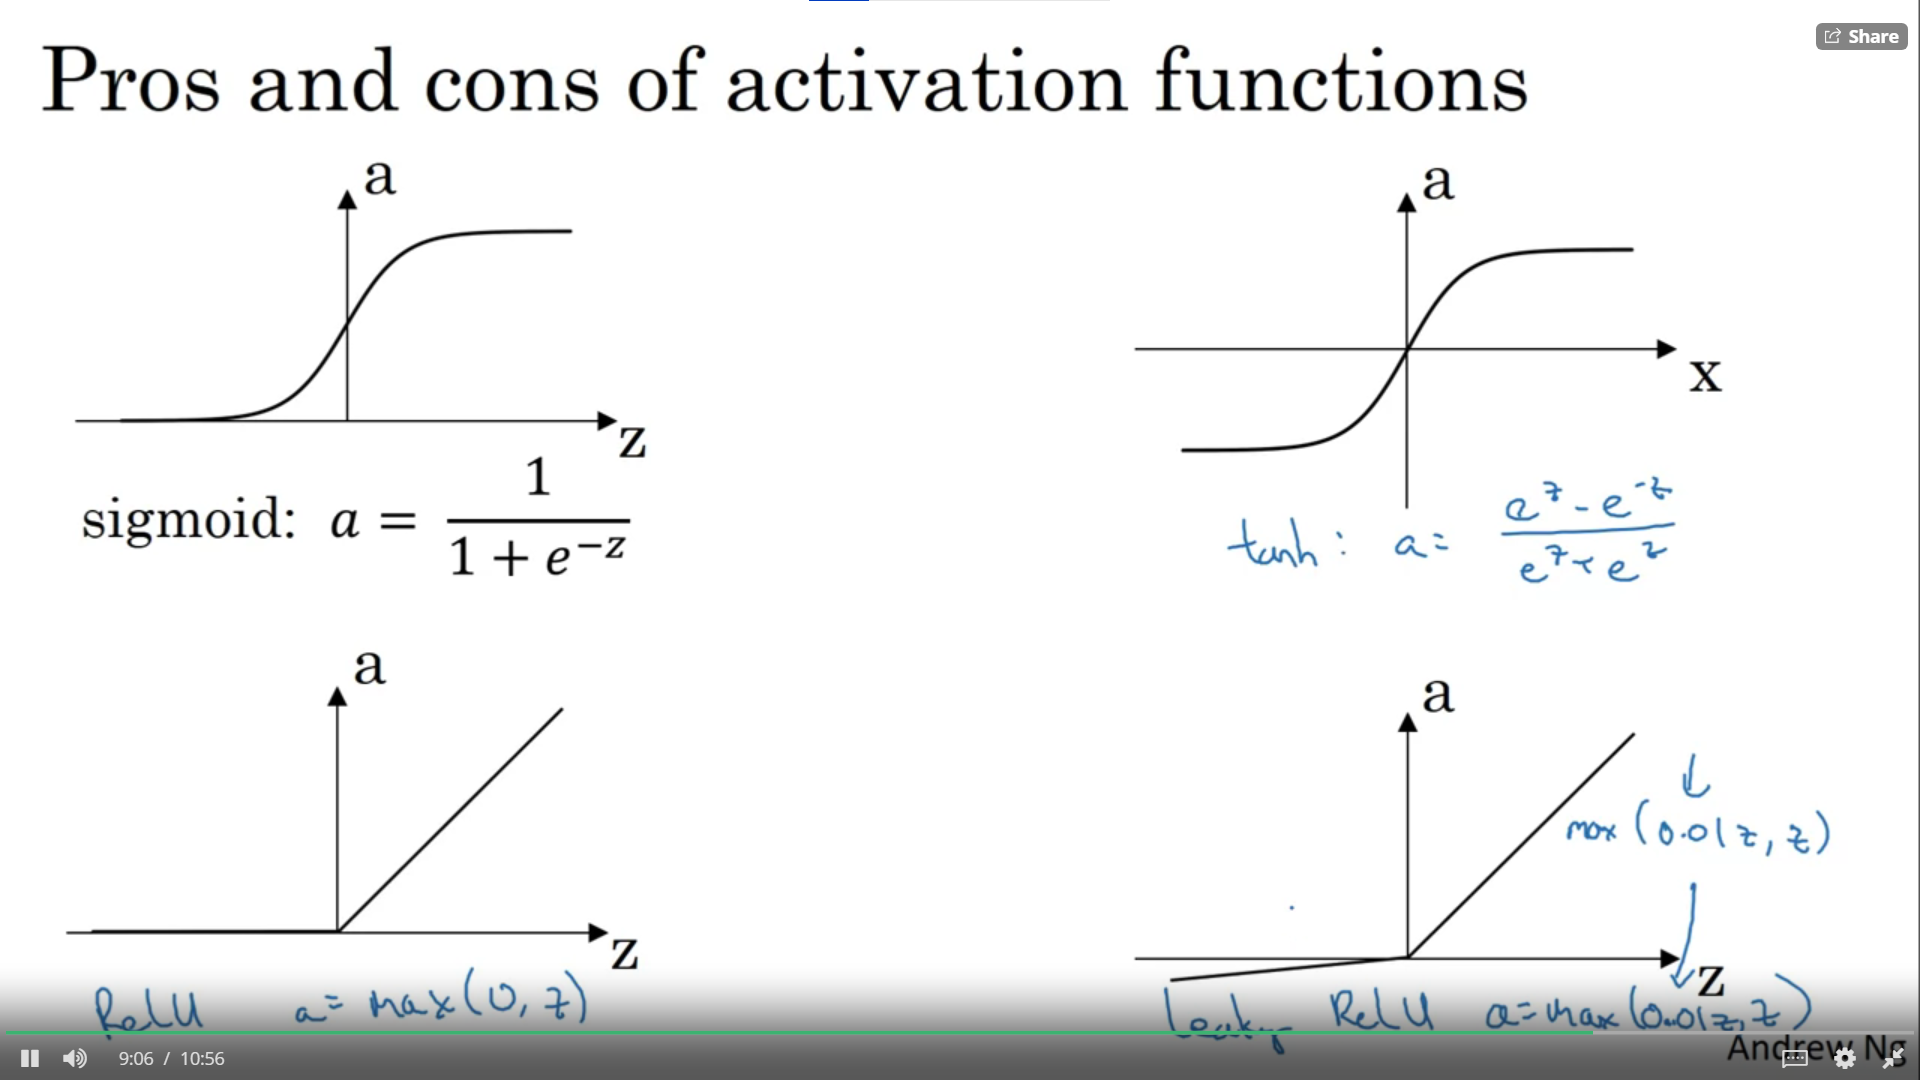 Share
Pros and cons of activation functions
a
z
sigmoid: a = 1 / (1 + e^−z)
a
x
tanh: a = (e^z - e^-z) / (e^z + e^z)
a
z
ReLU a = max(0, z)
a
max(0.01z, z)
z
Leaky ReLU a=max(0.01z, z)
Andrew Ng
9:06 / 10:56